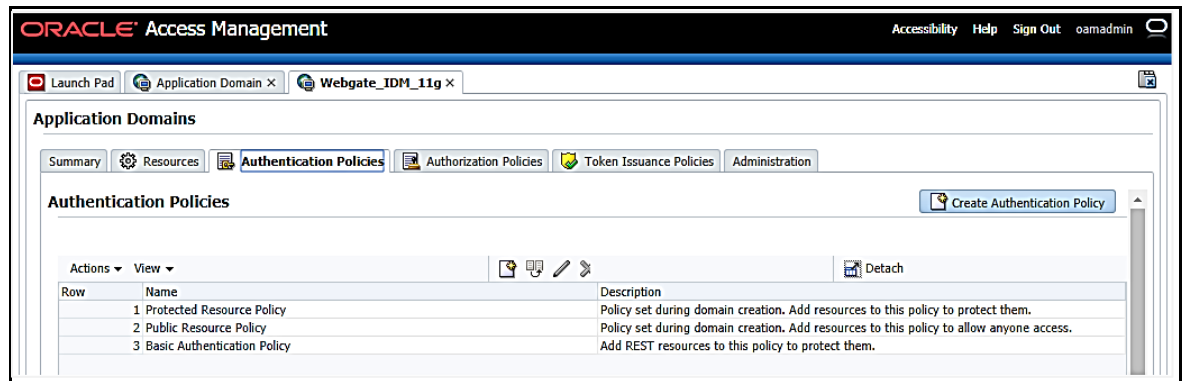 ORACLE Access Management Accessibility Help Sign Out oamadmin
Launch Pad Application Domain × Webgate_IDM_11g ×
Application Domains
Summary Resources Authentication Policies Authorization Policies Token Issuance Policies Administration
Authentication Policies Create Authentication Policy
Actions View Detach
Row Name Description
1 Protected Resource Policy Policy set during domain creation. Add resources to this policy to protect them.
2 Public Resource Policy Policy set during domain creation. Add resources to this policy to allow anyone access.
3 Basic Authentication Policy Add REST resources to this policy to protect them.